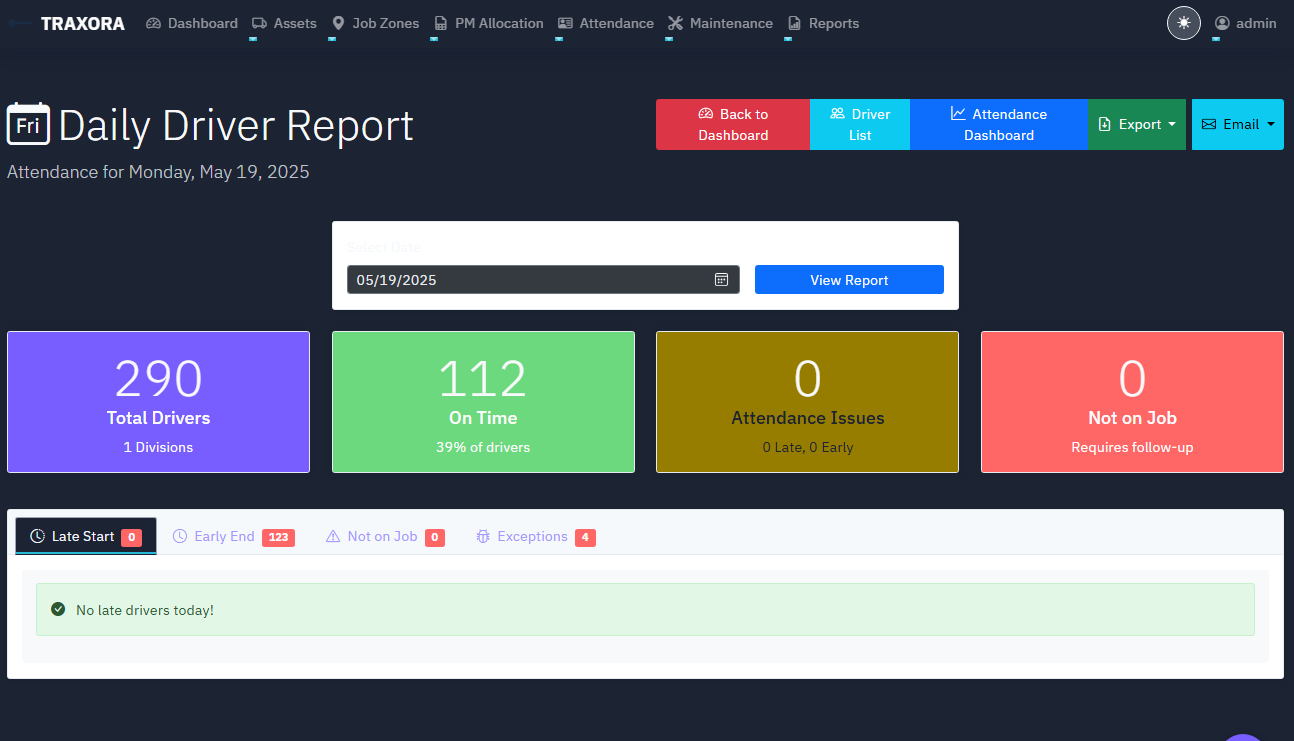 TRAXORA Dashboard Assets Job Zones PM Allocation Attendance Maintenance Reports admin
Fri Daily Driver Report
Attendance for Monday, May 19, 2025
Back to
Dashboard
Driver
List
Attendance
Dashboard
Export
Email
Select Date
05/19/2025
View Report
290
Total Drivers
1 Divisions
112
On Time
39% of drivers
0
Attendance Issues
0 Late, 0 Early
0
Not on Job
Requires follow-up
Late Start 0 Early End 123 Not on Job 0 Exceptions 4
No late drivers today!